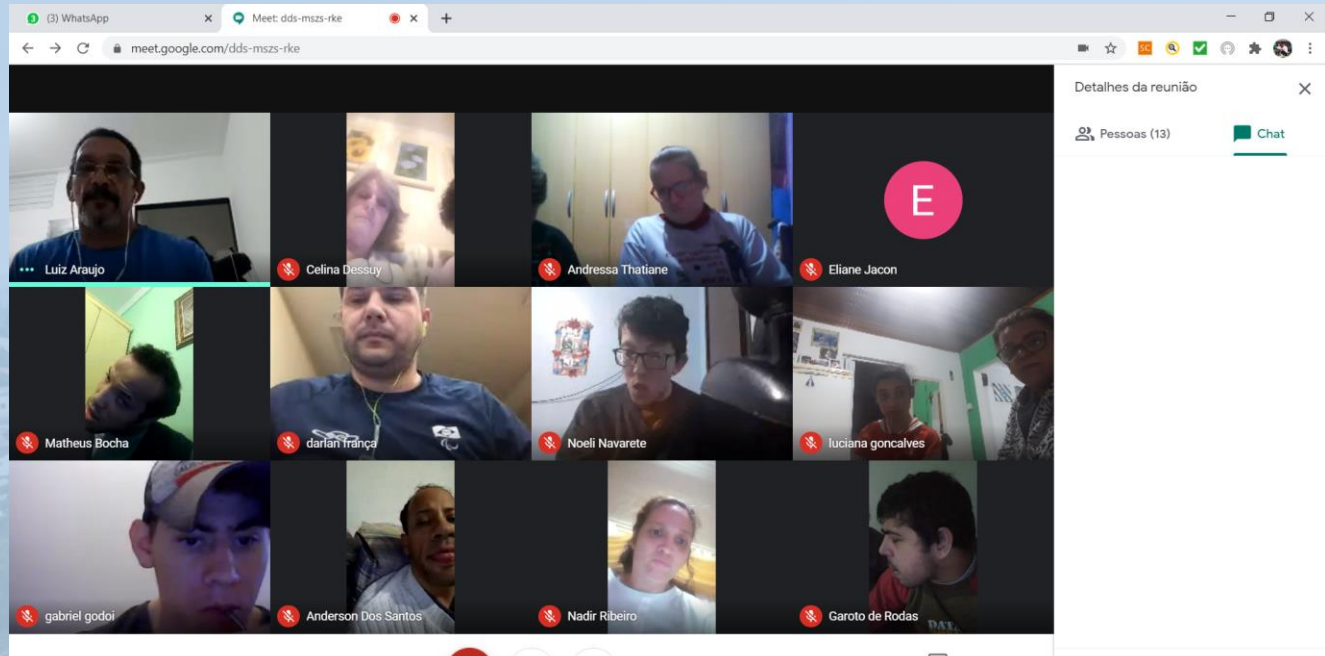 (3) WhatsApp
Meet: dds-mszs-rke
meet.google.com/dds-mszs-rke
SC
Detalhes da reunião
Pessoas (13)
Chat
E
Luiz Araujo
Celina Dessuy
Andressa Thatiane
Eliane Jacon
Matheus Bocha
darlan frança
Noeli Navarete
luciana goncalves
gabriel godoi
Anderson Dos Santos
Nadir Ribeiro
Garoto de Rodas